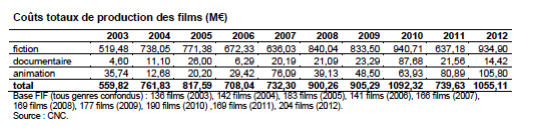 Coûts totaux de production des films (M€)
2003 2004 2005 2006 2007 2008 2009 2010 2011 2012
fiction 519,48 738,05 771,38 672,33 636,03 840,04 833,50 940,71 637,18 934,90
documentaire 4,60 11,10 26,00 6,29 20,19 21,09 23,29 87,68 21,56 14,42
animation 35,74 12,68 20,20 29,42 76,09 39,13 48,50 63,93 80,89 105,80
total 559,82 761,83 817,59 708,04 732,30 900,26 905,29 1092,32 739,63 1055,11
Base FIF (tous genres confondus) : 136 films (2003), 142 films (2004), 183 films (2005), 141 films (2006), 166 films (2007),
169 films (2008), 177 films (2009), 190 films (2010) ,169 films (2011), 204 films (2012).
Source : CNC.